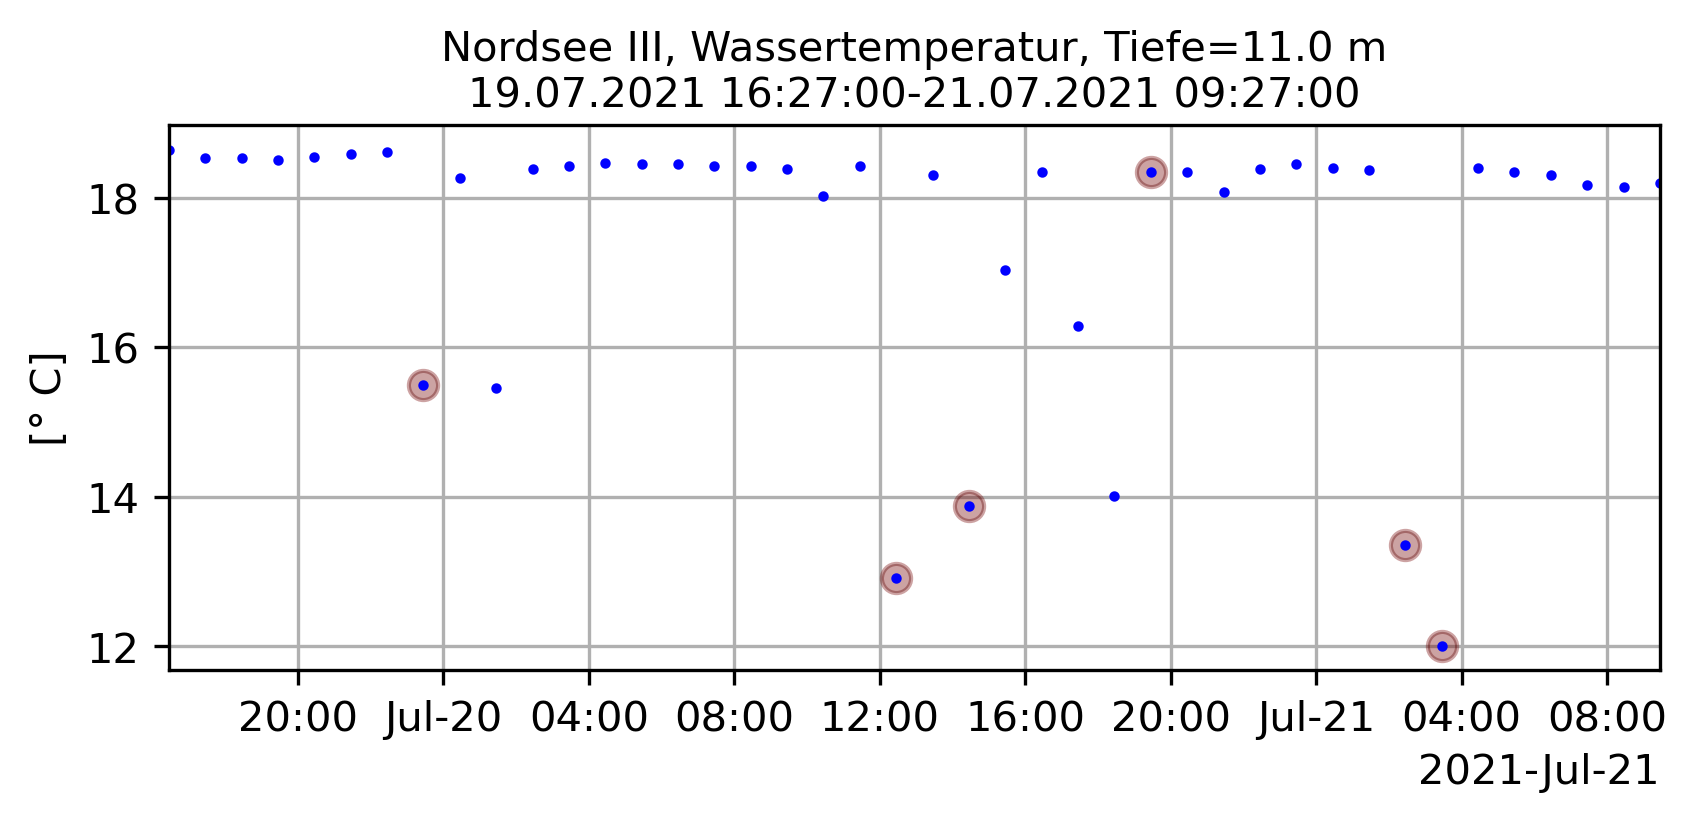 Nordsee III, Wassertemperatur, Tiefe=11.0 m
19.07.2021 16:27:00-21.07.2021 09:27:00
[° C]
18
16
14
12
20:00 Jul-20 04:00 08:00 12:00 16:00 20:00 Jul-21 04:00 08:00
2021-Jul-21